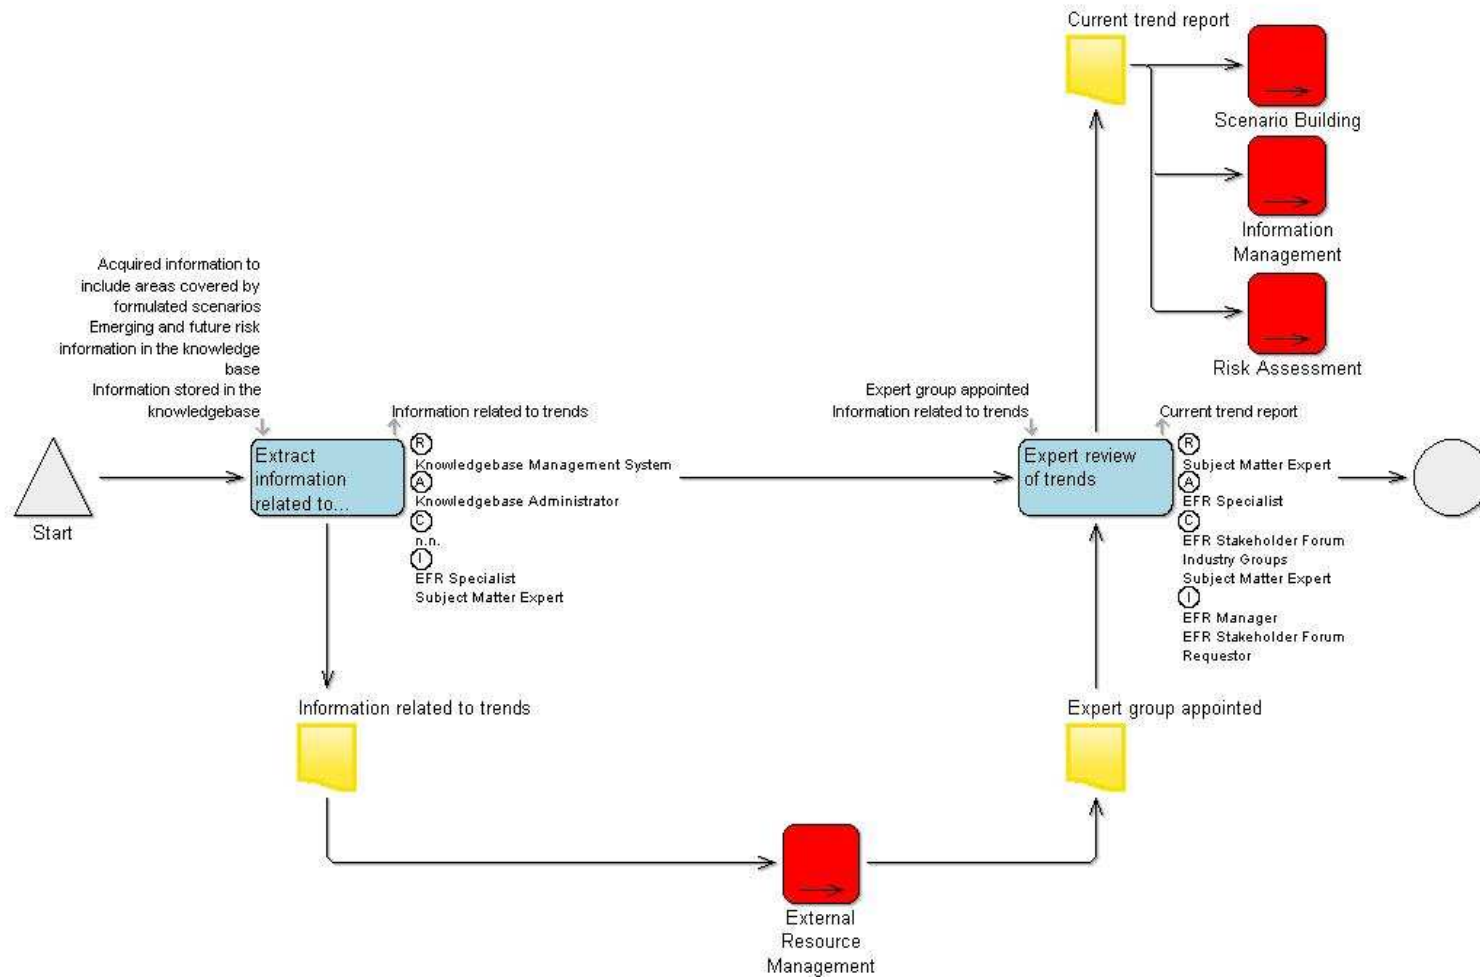 Current trend report
Scenario Building
Information
Management
Risk Assessment
Acquired information to
include areas covered by
formulated scenarios
Emerging and future risk
information in the knowledge
base
Information stored in the
knowledgebase
Information related to trends
Expert group appointed
Information related to trends
Current trend report
Start
Extract
information
related to...
R
Knowledgebase Management System
A
Knowledgebase Administrator
C
n.n.
I
EFR Specialist
Subject Matter Expert
Expert review
of trends
R
Subject Matter Expert
A
EFR Specialist
C
EFR Stakeholder Forum
Industry Groups
Subject Matter Expert
I
EFR Manager
EFR Stakeholder Forum
Requestor
Information related to trends
Expert group appointed
External
Resource
Management